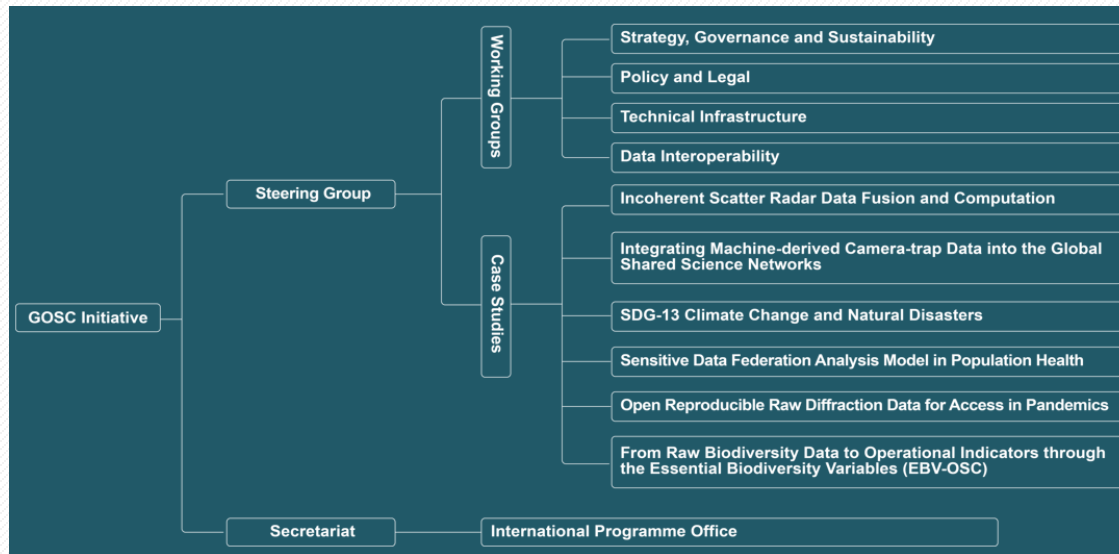 GOSC Initiative
Steering Group
Working Groups
Strategy, Governance and Sustainability
Policy and Legal
Technical Infrastructure
Data Interoperability
Case Studies
Incoherent Scatter Radar Data Fusion and Computation
Integrating Machine-derived Camera-trap Data into the Global
Shared Science Networks
SDG-13 Climate Change and Natural Disasters
Sensitive Data Federation Analysis Model in Population Health
Open Reproducible Raw Diffraction Data for Access in Pandemics
From Raw Biodiversity Data to Operational Indicators through
the Essential Biodiversity Variables (EBV-OSC)
Secretariat
International Programme Office